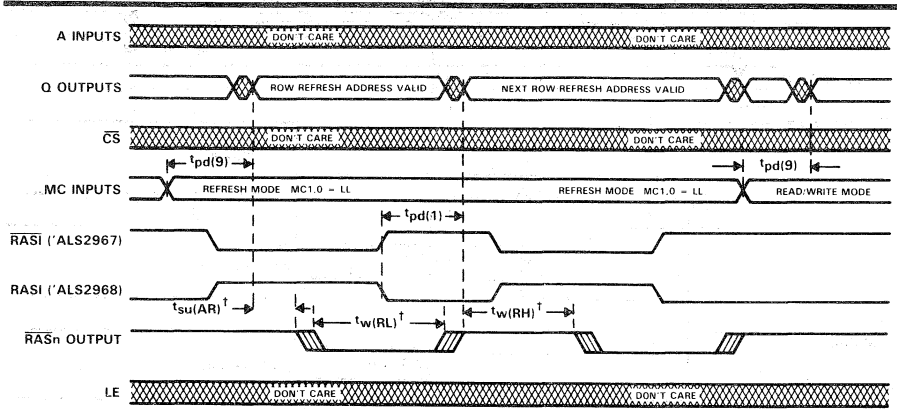 A INPUTS
DON'T CARE DON'T CARE
Q OUTPUTS
ROW REFRESH ADDRESS VALID NEXT ROW REFRESH ADDRESS VALID
CS
DON'T CARE DON'T CARE
tpd(9) tpd(9)
MC INPUTS
REFRESH MODE MC1.0 = LL REFRESH MODE MC1.0 = LL READ/WRITE MODE
tpd(1)
RASI ('ALS2967)
RASI ('ALS2968)
tsu(AR)† tw(RL)† tw(RH)†
RASn OUTPUT
LE
DON'T CARE DON'T CARE